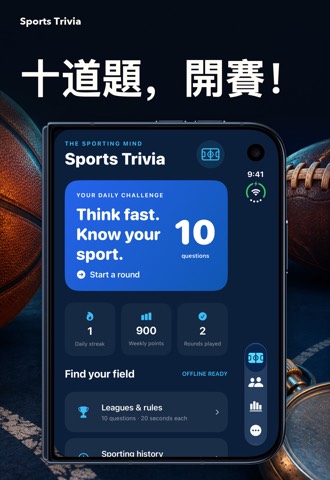 Sports Trivia
十道題，開賽！
THE SPORTING MIND
Sports Trivia
9:41
YOUR DAILY CHALLENGE
Think fast.
Know your
sport.
10
questions
Start a round
1
Daily streak
900
Weekly points
2
Rounds played
Find your field
OFFLINE READY
Leagues & rules
10 questions · 20 seconds each
Sporting history